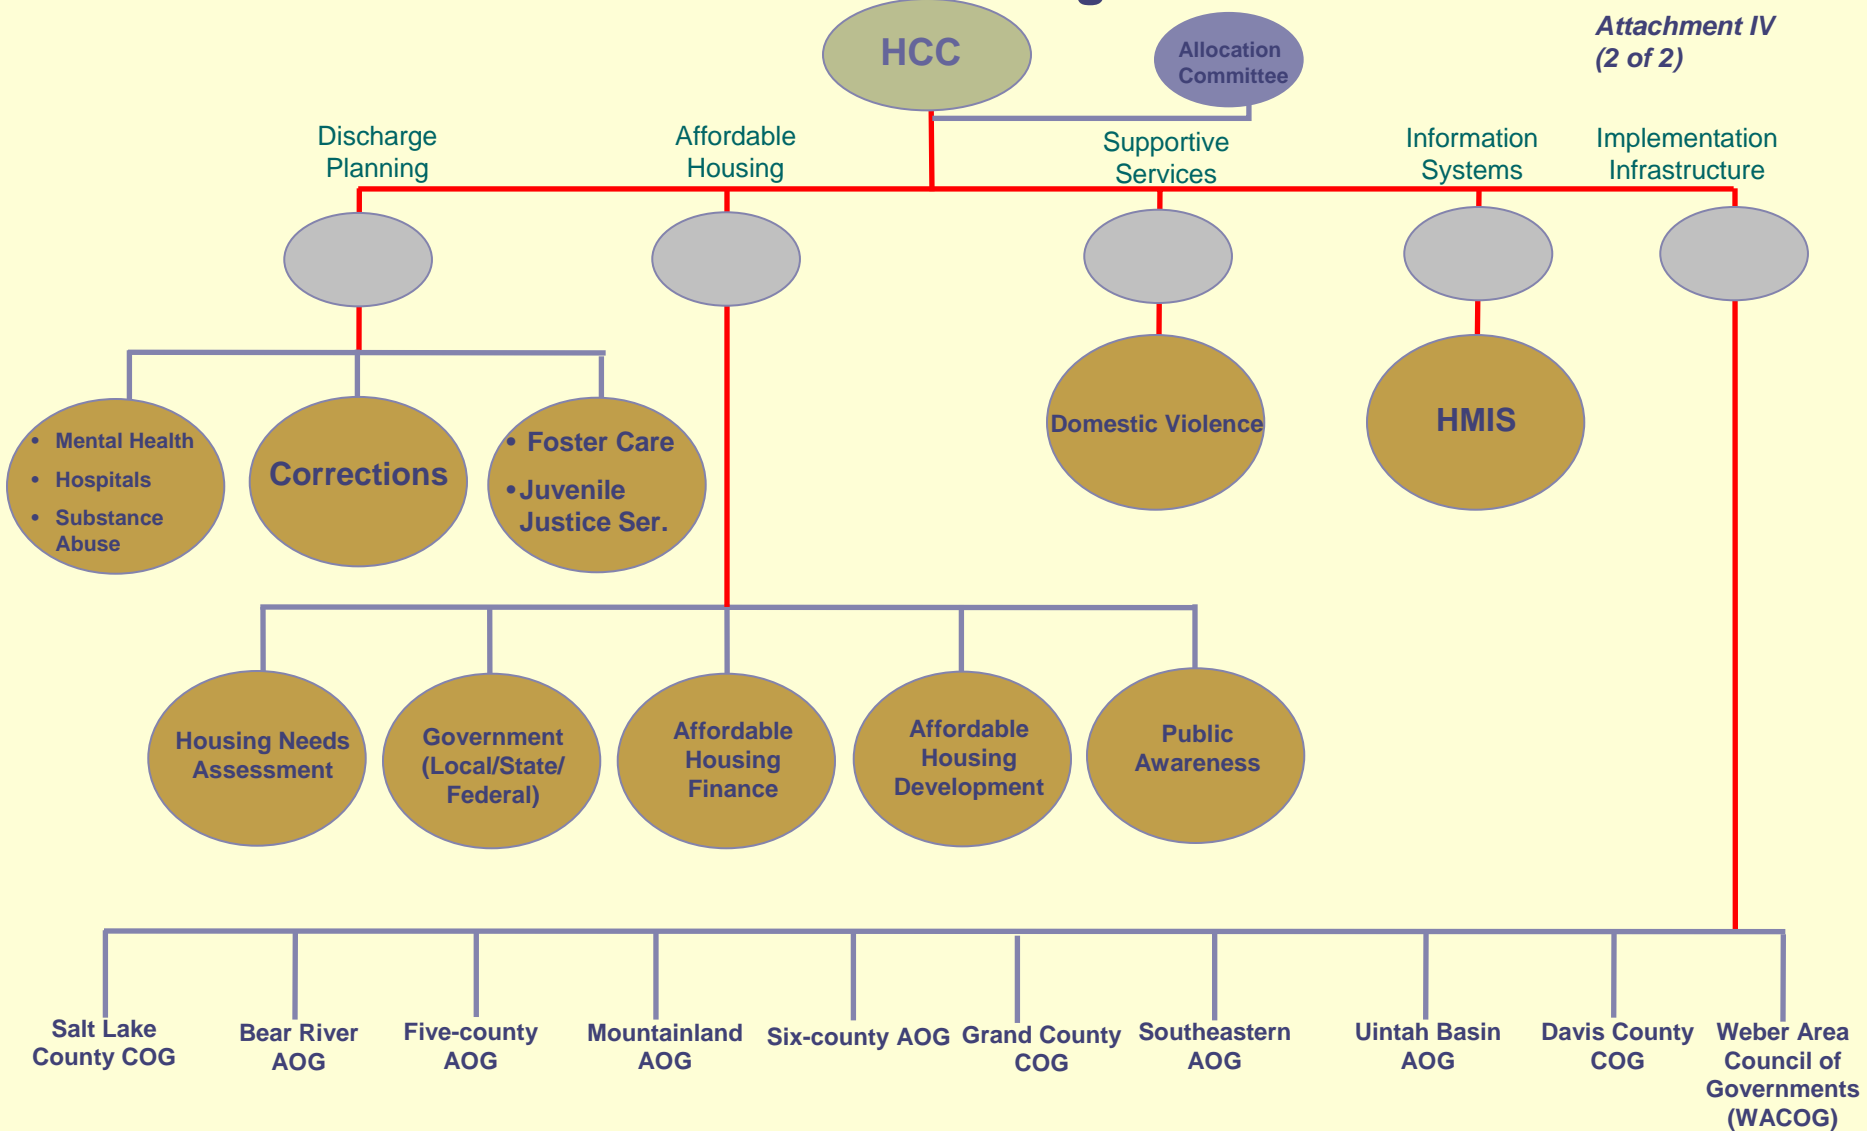 HCC
Allocation
Committee
Attachment IV
(2 of 2)
Discharge
Planning
Affordable
Housing
Supportive
Services
Information
Systems
Implementation
Infrastructure
• Mental Health
• Hospitals
• Substance
Abuse
Corrections
• Foster Care
• Juvenile
Justice Ser.
Domestic Violence
HMIS
Housing Needs
Assessment
Government
(Local/State/
Federal)
Affordable
Housing
Finance
Affordable
Housing
Development
Public
Awareness
Salt Lake
County COG
Bear River
AOG
Five-county
AOG
Mountainland
AOG
Six-county AOG
Grand County
COG
Southeastern
AOG
Uintah Basin
AOG
Davis County
COG
Weber Area
Council of
Governments
(WACOG)